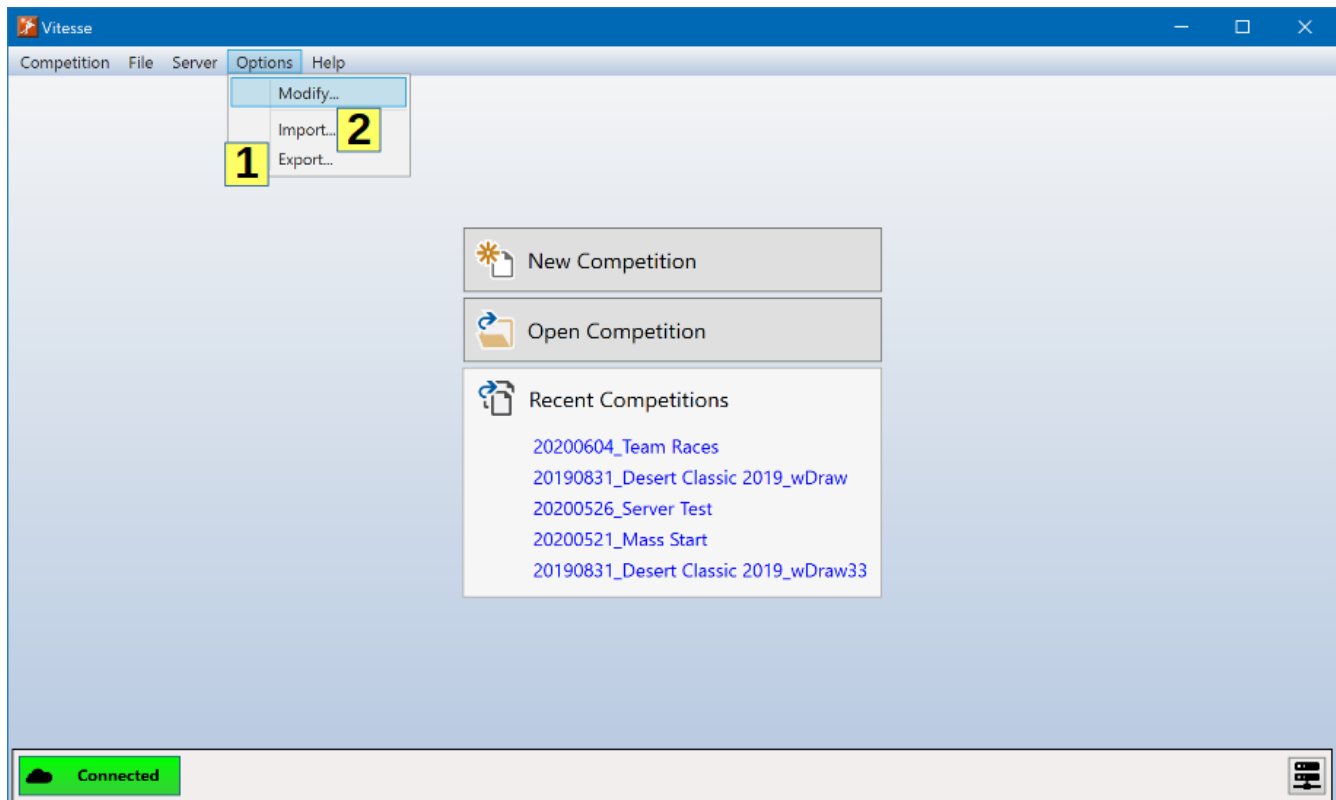 Vitesse
Competition File Server Options Help
Modify...
Import... 2
1 Export...
New Competition
Open Competition
Recent Competitions
20200604_Team Races
20190831_Desert Classic 2019_wDraw
20200526_Server Test
20200521_Mass Start
20190831_Desert Classic 2019_wDraw33
Connected